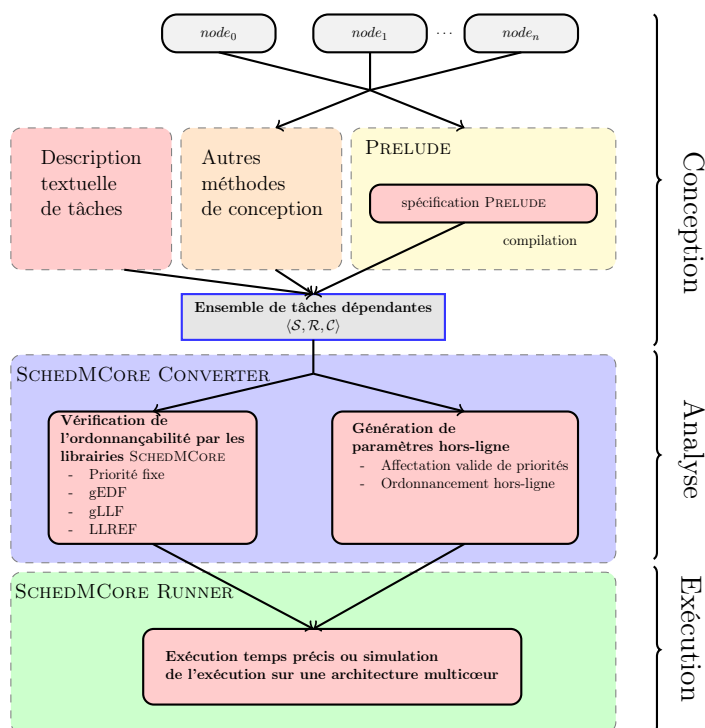 node0
node1
...
noden
Description
textuelle
de tâches
Autres
méthodes
de conception
PRELUDE
spécification PRELUDE
compilation
Ensemble de tâches dépendantes
⟨S, R, C⟩
Conception
SCHEDMCORE CONVERTER
Vérification de
l'ordonnançabilité par les
librairies SCHEDMCORE
- Priorité fixe
- gEDF
- gLLF
- LLREF
Génération de
paramètres hors-ligne
- Affectation valide de priorités
- Ordonnancement hors-ligne
Analyse
SCHEDMCORE RUNNER
Exécution temps précis ou simulation
de l'exécution sur une architecture multicœur
Exécution